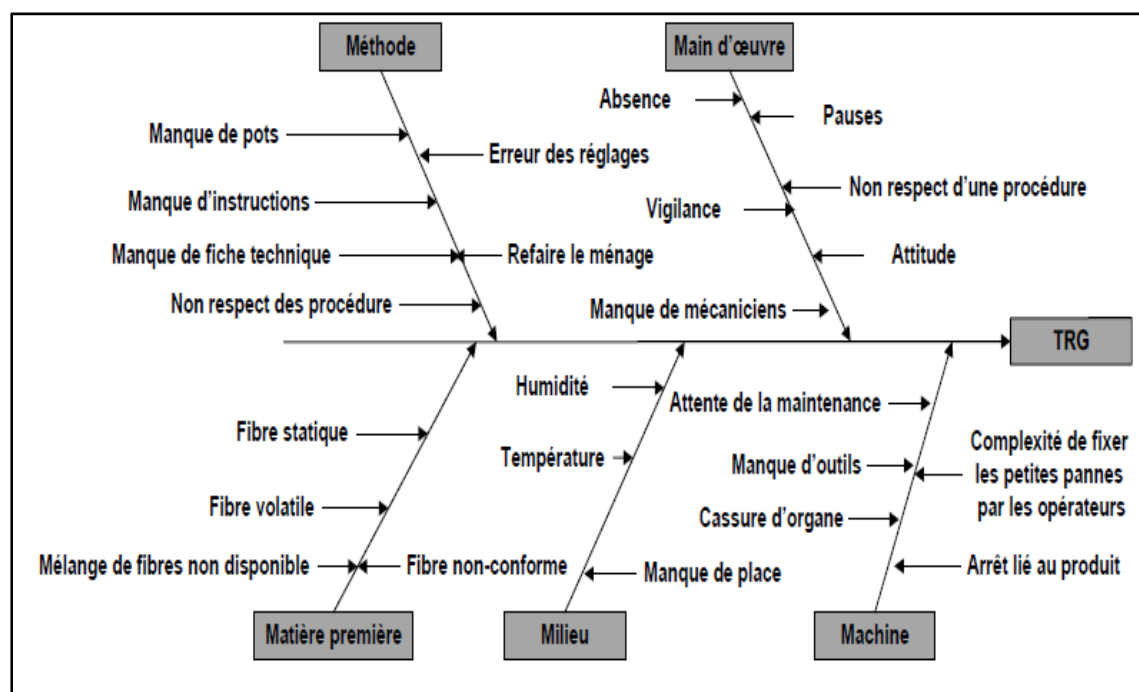 Méthode
Main d'œuvre
Absence
Pauses
Manque de pots
Erreur des réglages
Non respect d'une procédure
Manque d'instructions
Vigilance
Manque de fiche technique
Refaire le ménage
Attitude
Non respect des procédure
Manque de mécaniciens
TRG
Humidité
Attente de la maintenance
Fibre statique
Température
Manque d'outils
Complexité de fixer
les petites pannes
par les opérateurs
Fibre volatile
Cassure d'organe
Mélange de fibres non disponible
Fibre non-conforme
Manque de place
Arrêt lié au produit
Matière première
Milieu
Machine